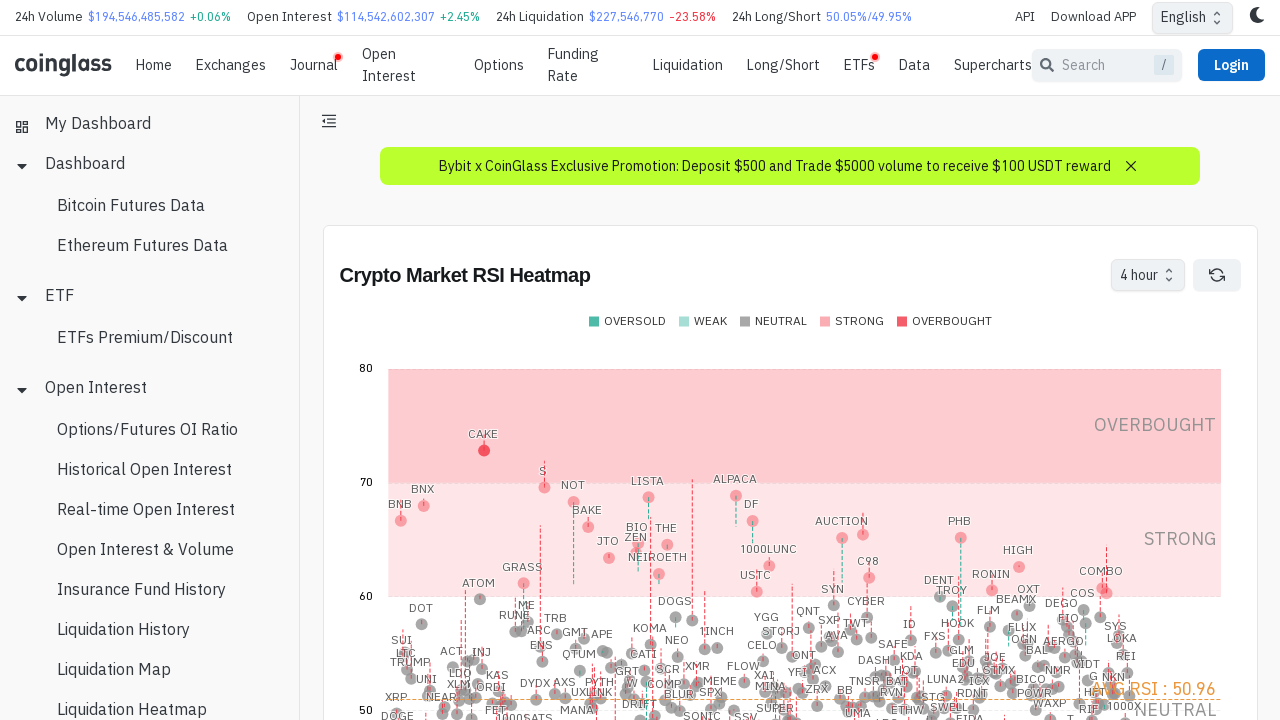 24h Volume $194,546,485,582 +0.06% Open Interest $114,542,602,307 +2.45% 24h Liquidation $227,546,770 -23.58% 24h Long/Short 50.05%/49.95% API Download APP English
coinglass Home Exchanges Journal Open Interest Options Funding Rate Liquidation Long/Short ETFs Data Supercharts Search / Login
My Dashboard
Dashboard
Bitcoin Futures Data
Ethereum Futures Data
ETF
ETFs Premium/Discount
Open Interest
Options/Futures OI Ratio
Historical Open Interest
Real-time Open Interest
Open Interest & Volume
Insurance Fund History
Liquidation History
Liquidation Map
Liquidation Heatmap
Bybit x CoinGlass Exclusive Promotion: Deposit $500 and Trade $5000 volume to receive $100 USDT reward
Crypto Market RSI Heatmap
4 hour
OVERSOLD WEAK NEUTRAL STRONG OVERBOUGHT
80
OVERBOUGHT
CAKE
S
70
BNB BNX NOT LISTA ALPACA
BAKE DF
BIO THE AUCTION PHB
JTO ZEN STRONG
NEIROETH 1000LUNC HIGH
GRASS C98
USTC RONIN COMBO
60
ATOM SYN DENT TROY OXT COS
DOT ME DOGS CYBER BEAMX DEGO
RUNE TRB YGG QNT FLM FIO
ARC GMT APE KOMA 1INCH STORJ SXP TWT ID HOOK FLUX SYS
SUI ENS NEO CELO AVA FXS OGN AERGO LOKA
LTC ACT INJ QTUM CATI ONT SAFE GLM BAL REI
TRUMP XMR FLOW DASH KDA EDU JOE VIDT
UNI LDO KAS GRT SCR XAI YFI ACX HOT STMX NMR G NKN
XLM ORDI DYDX AXS PYTH W COMP MEME MINA TNSR BAT LUNA2 ICX BICO
AVG RSI : 50.96
XRP NEAR UXLINK BLUR SPX ZRX BB RVN STG RDNT POWR
FET MANA DRIFT SUPER ETHW SWELL WAXP RIF 1000X NEUTRAL
50
DOGE 1000SATS SONIC SSV UMA